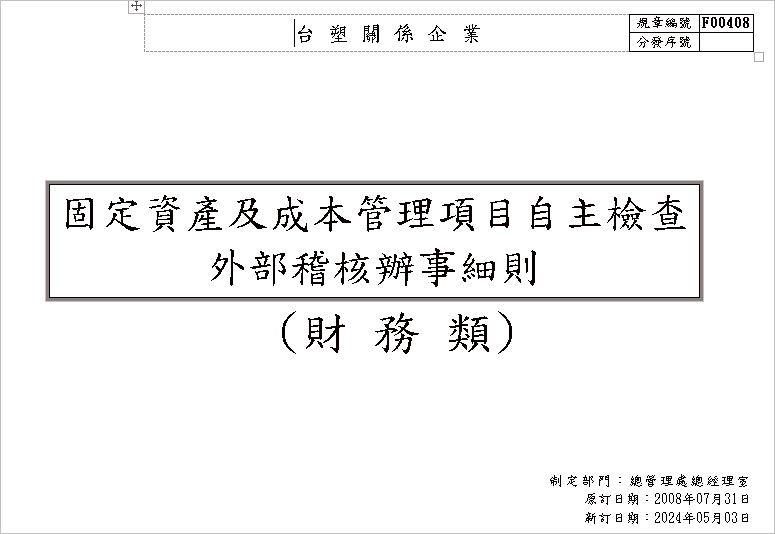 台塑關係企業
規章編號 F00408
分發序號
固定資產及成本管理項目自主檢查
外部稽核辦事細則
(財務類)
制定部門：總管理處總經理室
原訂日期：2008年07月31日
新訂日期：2024年05月03日